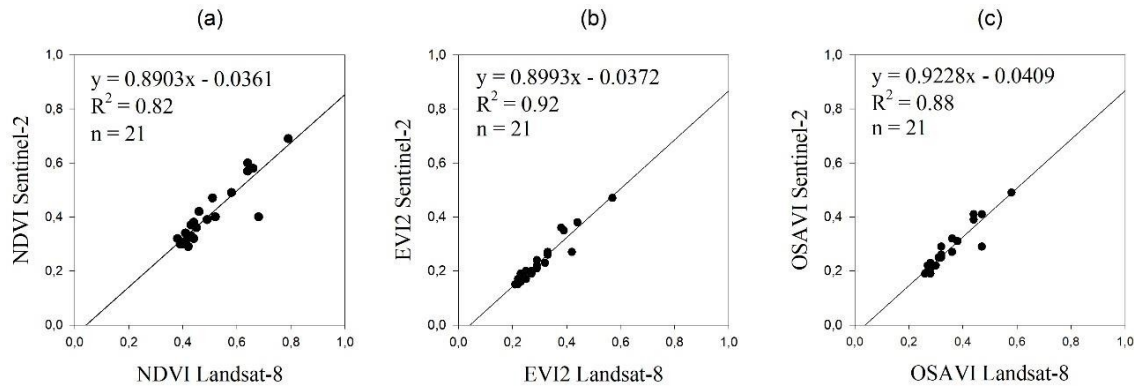 (a)
y = 0.8903x - 0.0361
R² = 0.82
n = 21
NDVI Sentinel-2
1,0
0,8
0,6
0,4
0,2
0,0
0,0 0,2 0,4 0,6 0,8 1,0
NDVI Landsat-8
(b)
y = 0.8993x - 0.0372
R² = 0.92
n = 21
EVI2 Sentinel-2
1,0
0,8
0,6
0,4
0,2
0,0
0,0 0,2 0,4 0,6 0,8 1,0
EVI2 Landsat-8
(c)
y = 0.9228x - 0.0409
R² = 0.88
n = 21
OSAVI Sentinel-2
1,0
0,8
0,6
0,4
0,2
0,0
0,0 0,2 0,4 0,6 0,8 1,0
OSAVI Landsat-8